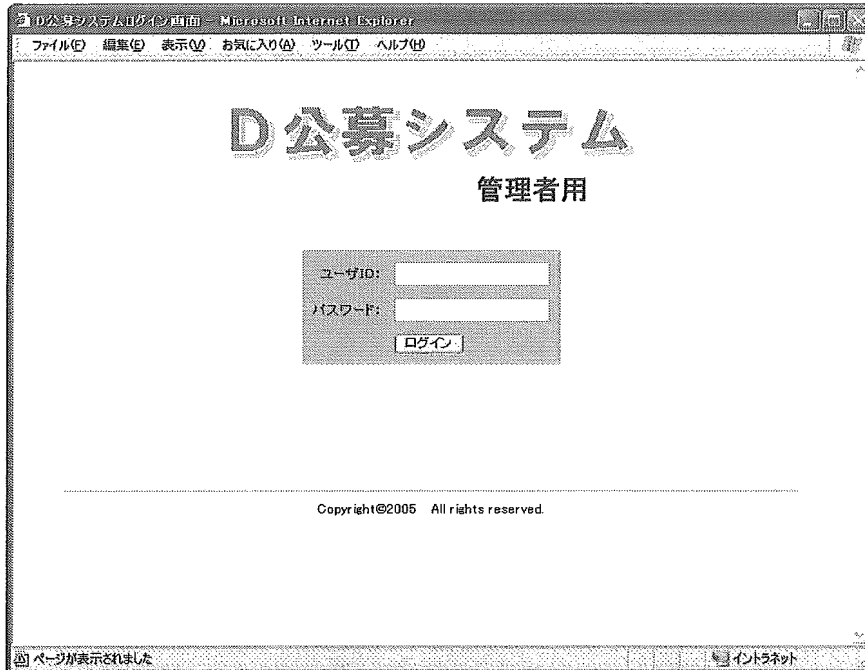 D公募システムログイン画面 - Microsoft Internet Explorer
ファイル(F) 編集(E) 表示(V) お気に入り(A) ツール(T) ヘルプ(H)
D公募システム
管理者用
ユーザID:
パスワード:
ログイン
Copyright©2005 All rights reserved.
ページが表示されました イントラネット